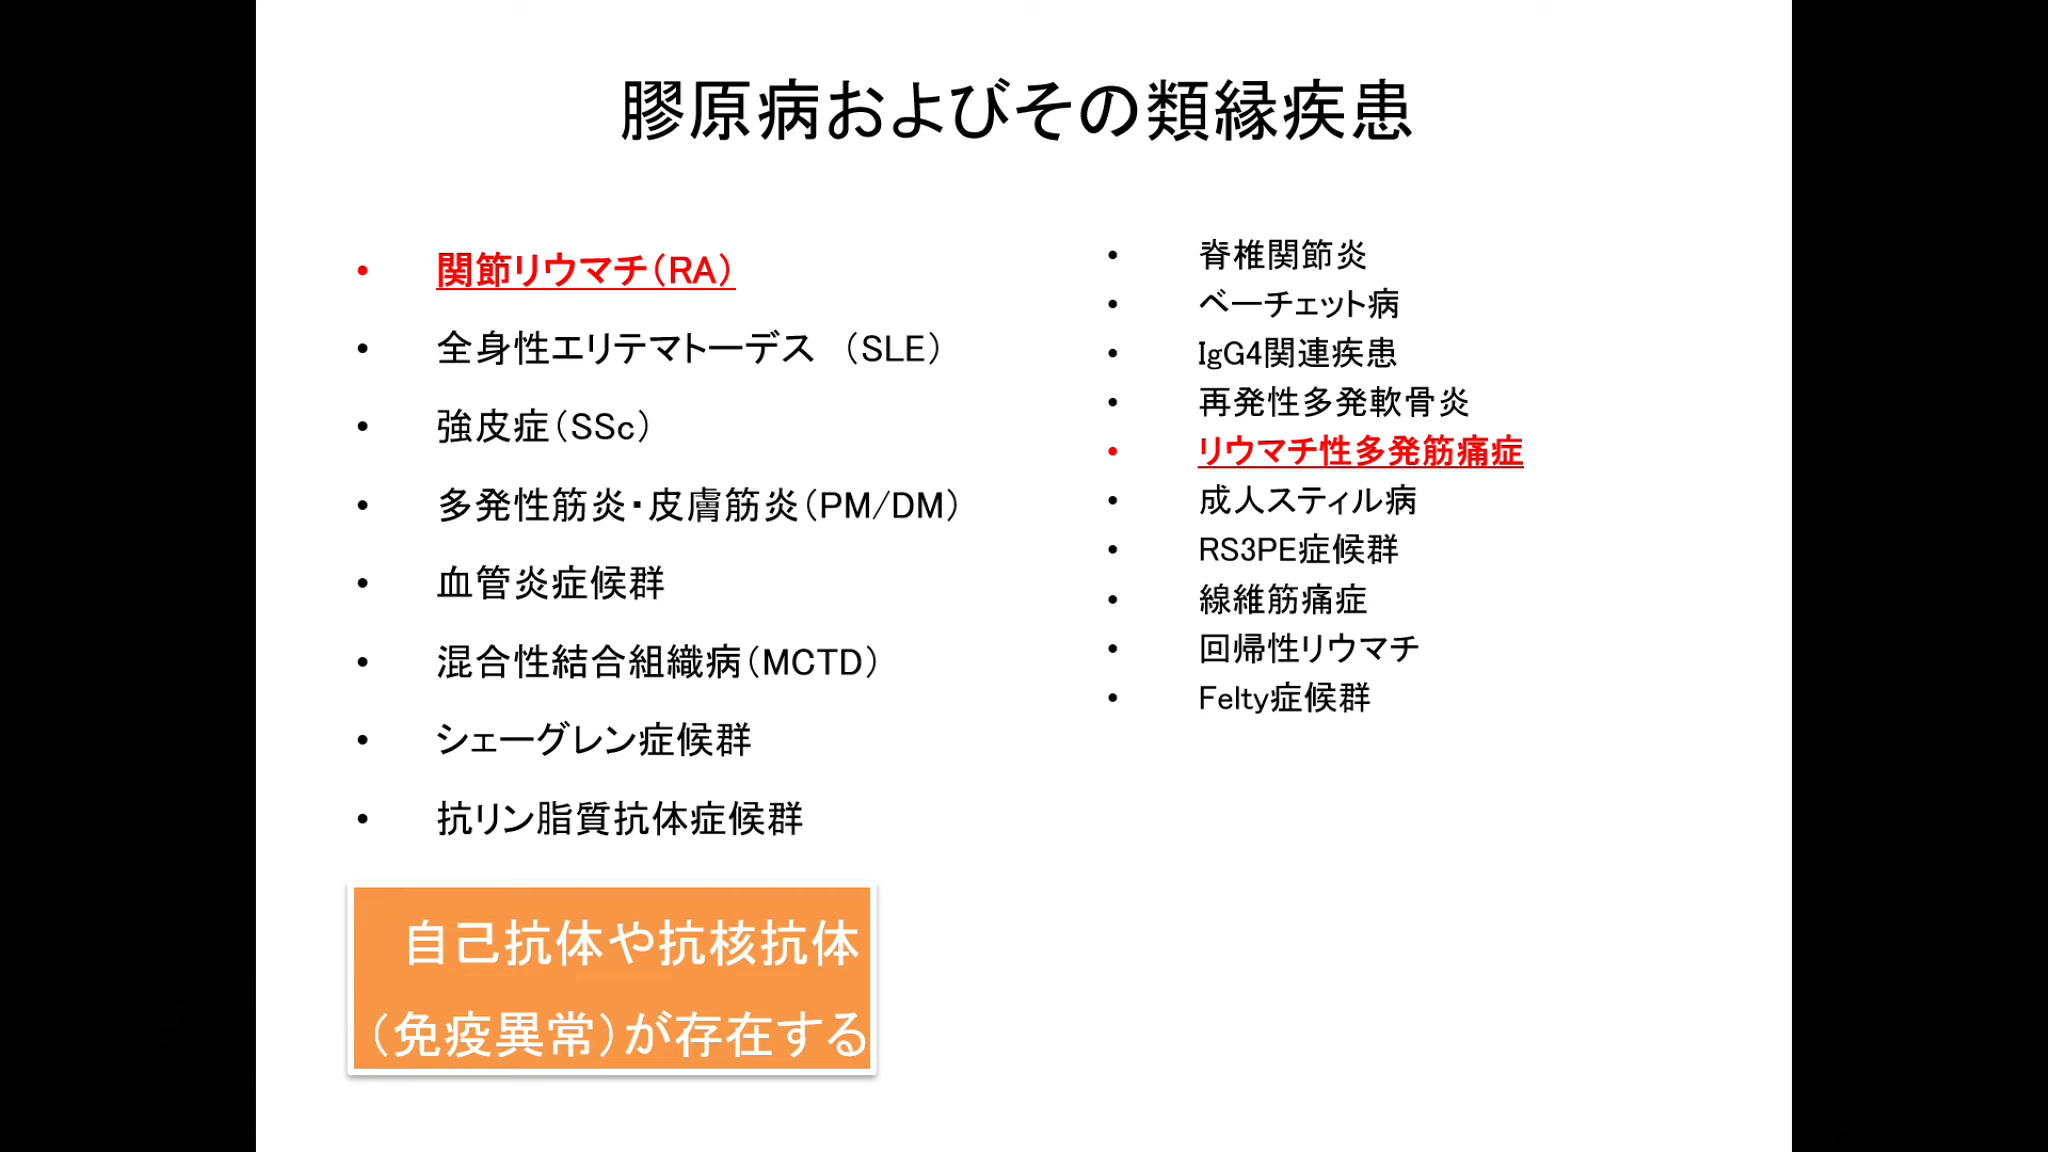 膠原病およびその類縁疾患
• 関節リウマチ（RA）
• 全身性エリテマトーデス　（SLE）
• 強皮症（SSc）
• 多発性筋炎・皮膚筋炎（PM/DM）
• 血管炎症候群
• 混合性結合組織病（MCTD）
• シェーグレン症候群
• 抗リン脂質抗体症候群
自己抗体や抗核抗体
（免疫異常）が存在する
• 脊椎関節炎
• ベーチェット病
• IgG4関連疾患
• 再発性多発軟骨炎
• リウマチ性多発筋痛症
• 成人スティル病
• RS3PE症候群
• 線維筋痛症
• 回帰性リウマチ
• Felty症候群